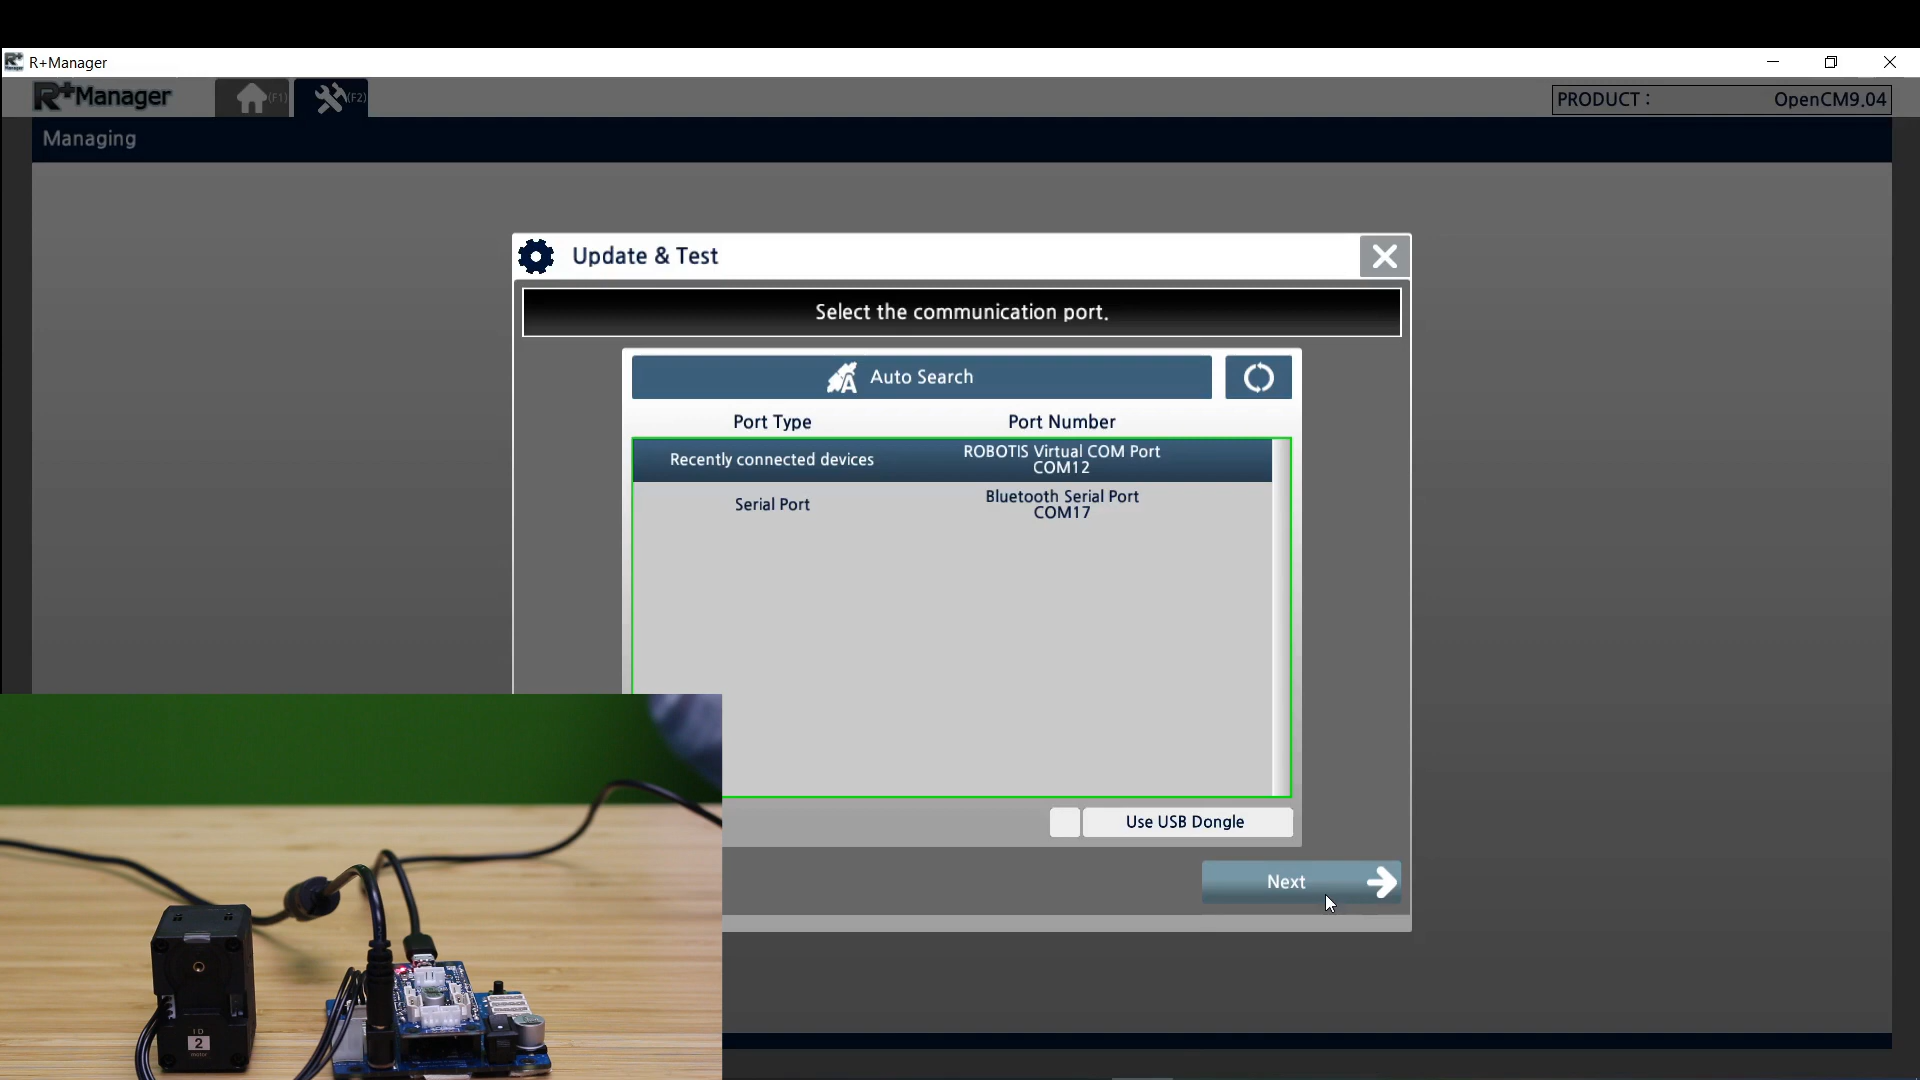 R+Manager
R+Manager
(F1)
(F2)
PRODUCT :
OpenCM9.04
Managing
Update & Test
Select the communication port.
Auto Search
Port Type
Port Number
Recently connected devices
ROBOTIS Virtual COM Port
COM12
Serial Port
Bluetooth Serial Port
COM17
Use USB Dongle
Next
ID
2